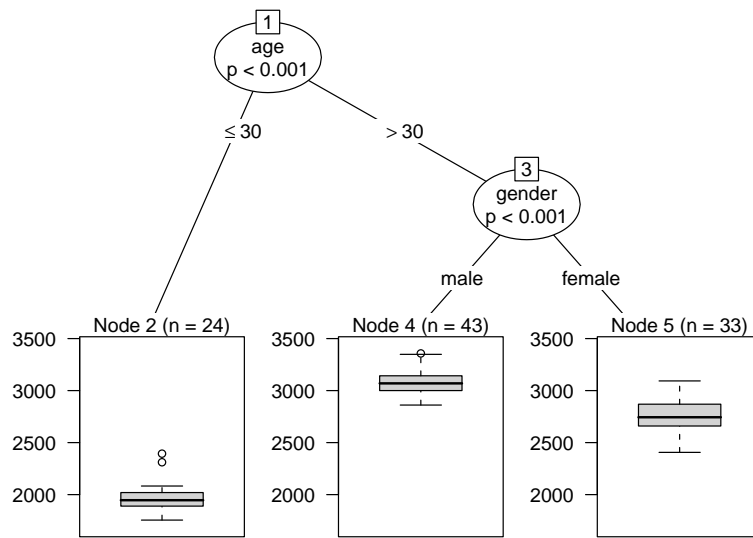 1
age
p < 0.001
≤ 30
> 30
3
gender
p < 0.001
male
female
Node 2 (n = 24)
3500
3000
2500
2000
Node 4 (n = 43)
3500
3000
2500
2000
Node 5 (n = 33)
3500
3000
2500
2000